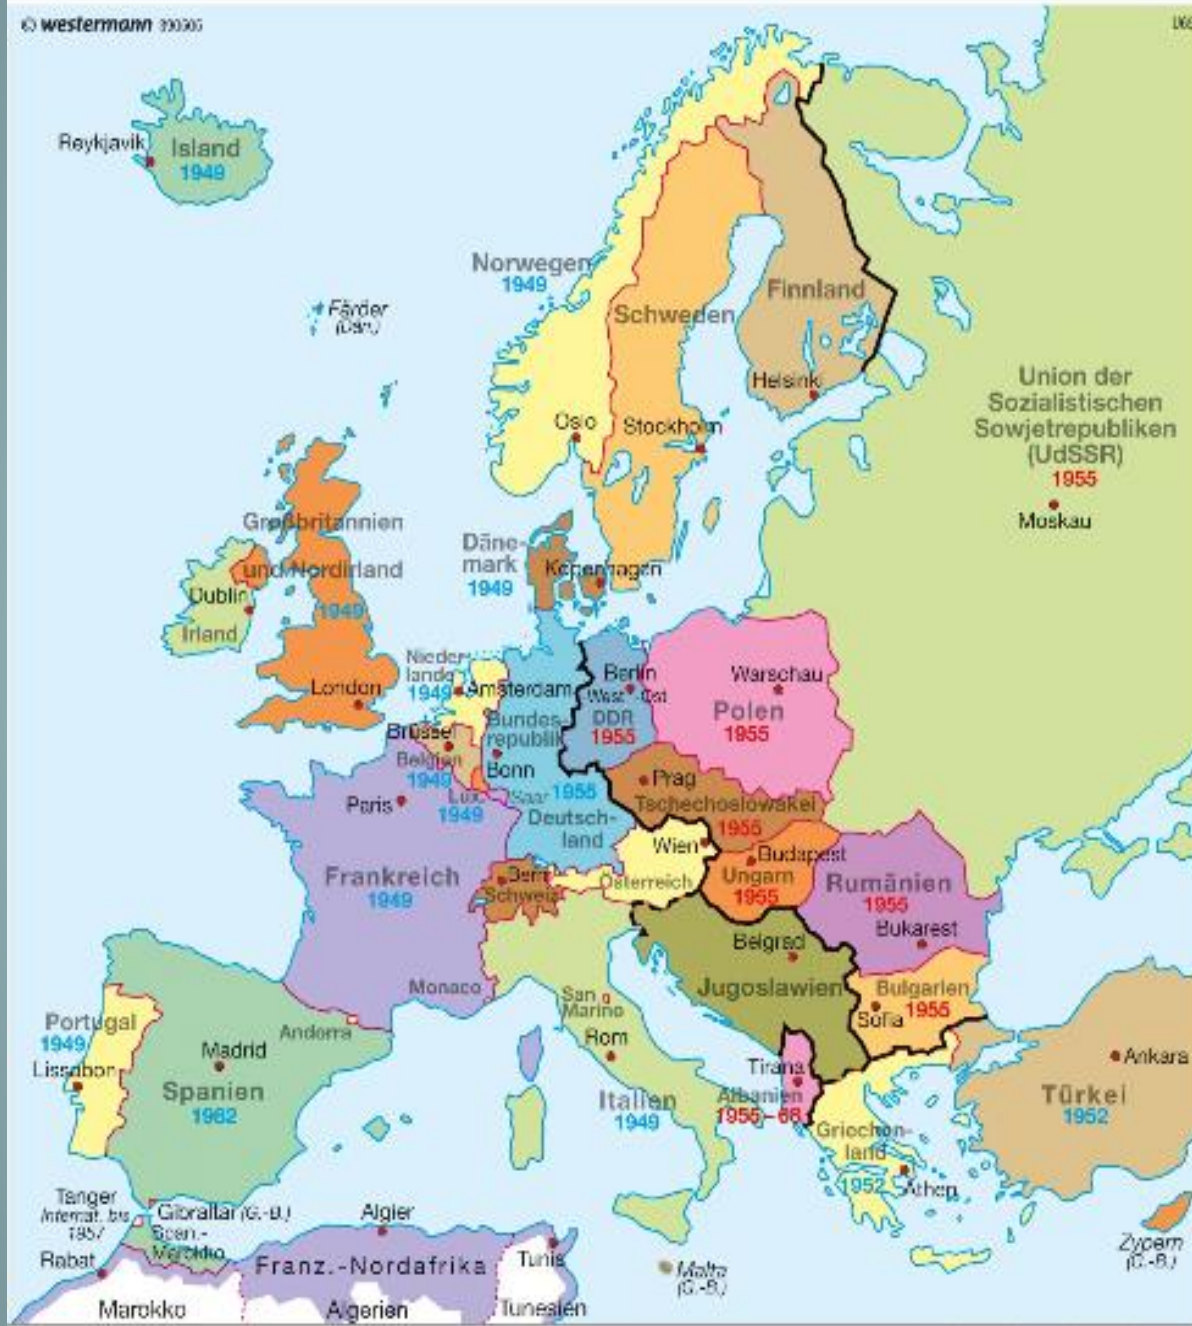 © westermann
Reykjavik
Island
1949
Norwegen
1949
Färöer
(Dän.)
Schweden
Finnland
Helsinki
Oslo
Stockholm
Union der
Sozialistischen
Sowjetrepubliken
(UdSSR)
1955
Moskau
Großbritannien
und Nordirland
1949
Dublin
Irland
London
Däne-
mark
1949
Kopenhagen
Nieder-
lande
1949
Amsterdam
Berlin
West Ost
DDR
1955
Warschau
Polen
1955
Brüssel
Belgien
1949
Bundes-
republik
Bonn
Lux.
1949
Saar
1955
Deutsch-
land
Prag
Tschechoslowakei
1955
Paris
Frankreich
1949
Bern
Schweiz
Wien
Österreich
Budapest
Ungarn
1955
Rumänien
1955
Bukarest
Belgrad
Jugoslawien
Bulgarien
1955
Sofia
Monaco
San
Marino
Andorra
Portugal
1949
Lissabon
Madrid
Spanien
1982
Rom
Italien
1949
Tirana
Albanien
1955–68
Griechen-
land
1952
Athen
Ankara
Türkei
1952
Tanger
Internat. bis
1957
Gibraltar (G.-B.)
Span.-
Marokko
Rabat
Marokko
Algier
Franz.-Nordafrika
Algerien
Tunis
Tunesien
Malta
(G.-B.)
Zypern
(G.-B.)